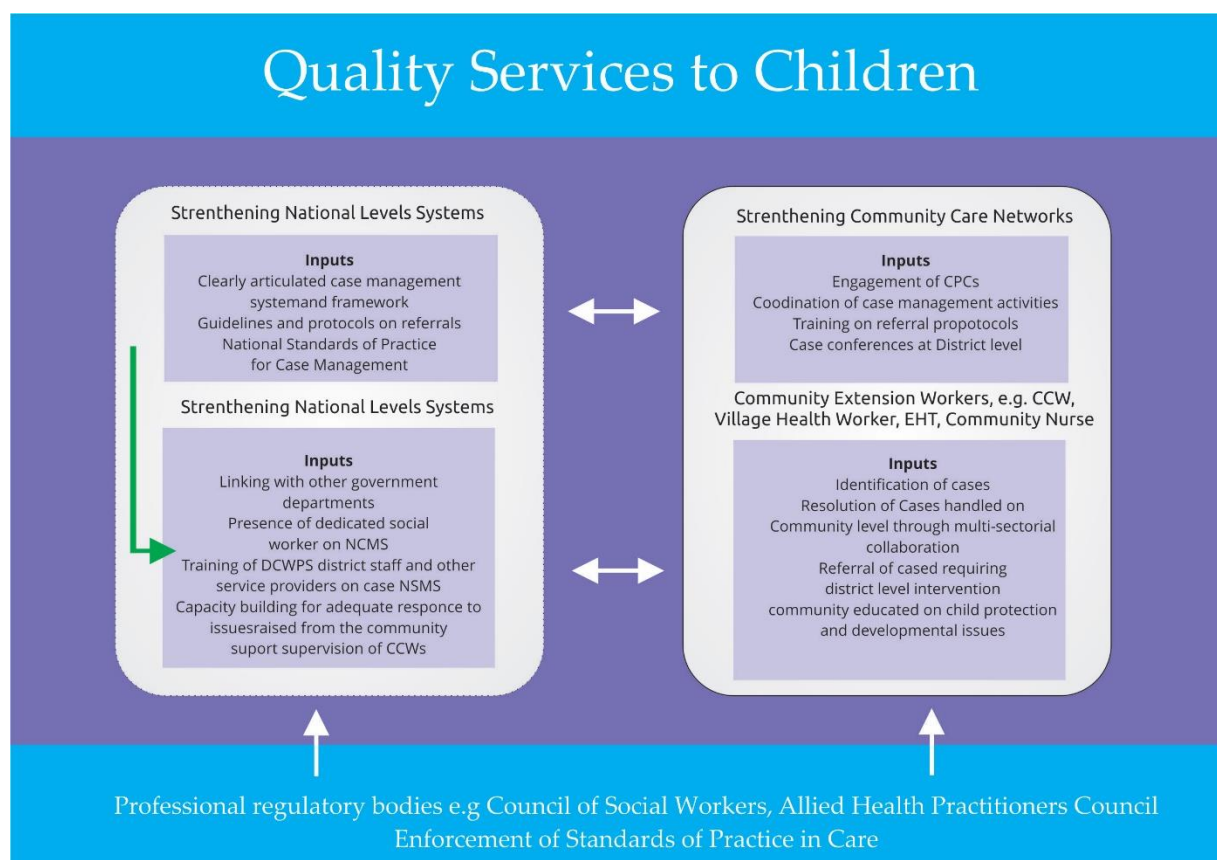 Quality Services to Children
Strenthening National Levels Systems
Inputs
Clearly articulated case management
systemand framework
Guidelines and protocols on referrals
National Standards of Practice
for Case Management
Strenthening National Levels Systems
Inputs
Linking with other government
departments
Presence of dedicated social
worker on NCMS
Training of DCWPS district staff and other
service providers on case NSMS
Capacity building for adequate responce to
issuesraised from the community
suport supervision of CCWs
Strenthening Community Care Networks
Inputs
Engagement of CPCs
Coodination of case management activities
Training on referral propotocols
Case conferences at District level
Community Extension Workers, e.g. CCW,
Village Health Worker, EHT, Community Nurse
Inputs
Identification of cases
Resolution of Cases handled on
Community level through multi-sectorial
collaboration
Referral of cased requiring
district level intervention
community educated on child protection
and developmental issues
Professional regulatory bodies e.g Council of Social Workers, Allied Health Practitioners Council
Enforcement of Standards of Practice in Care